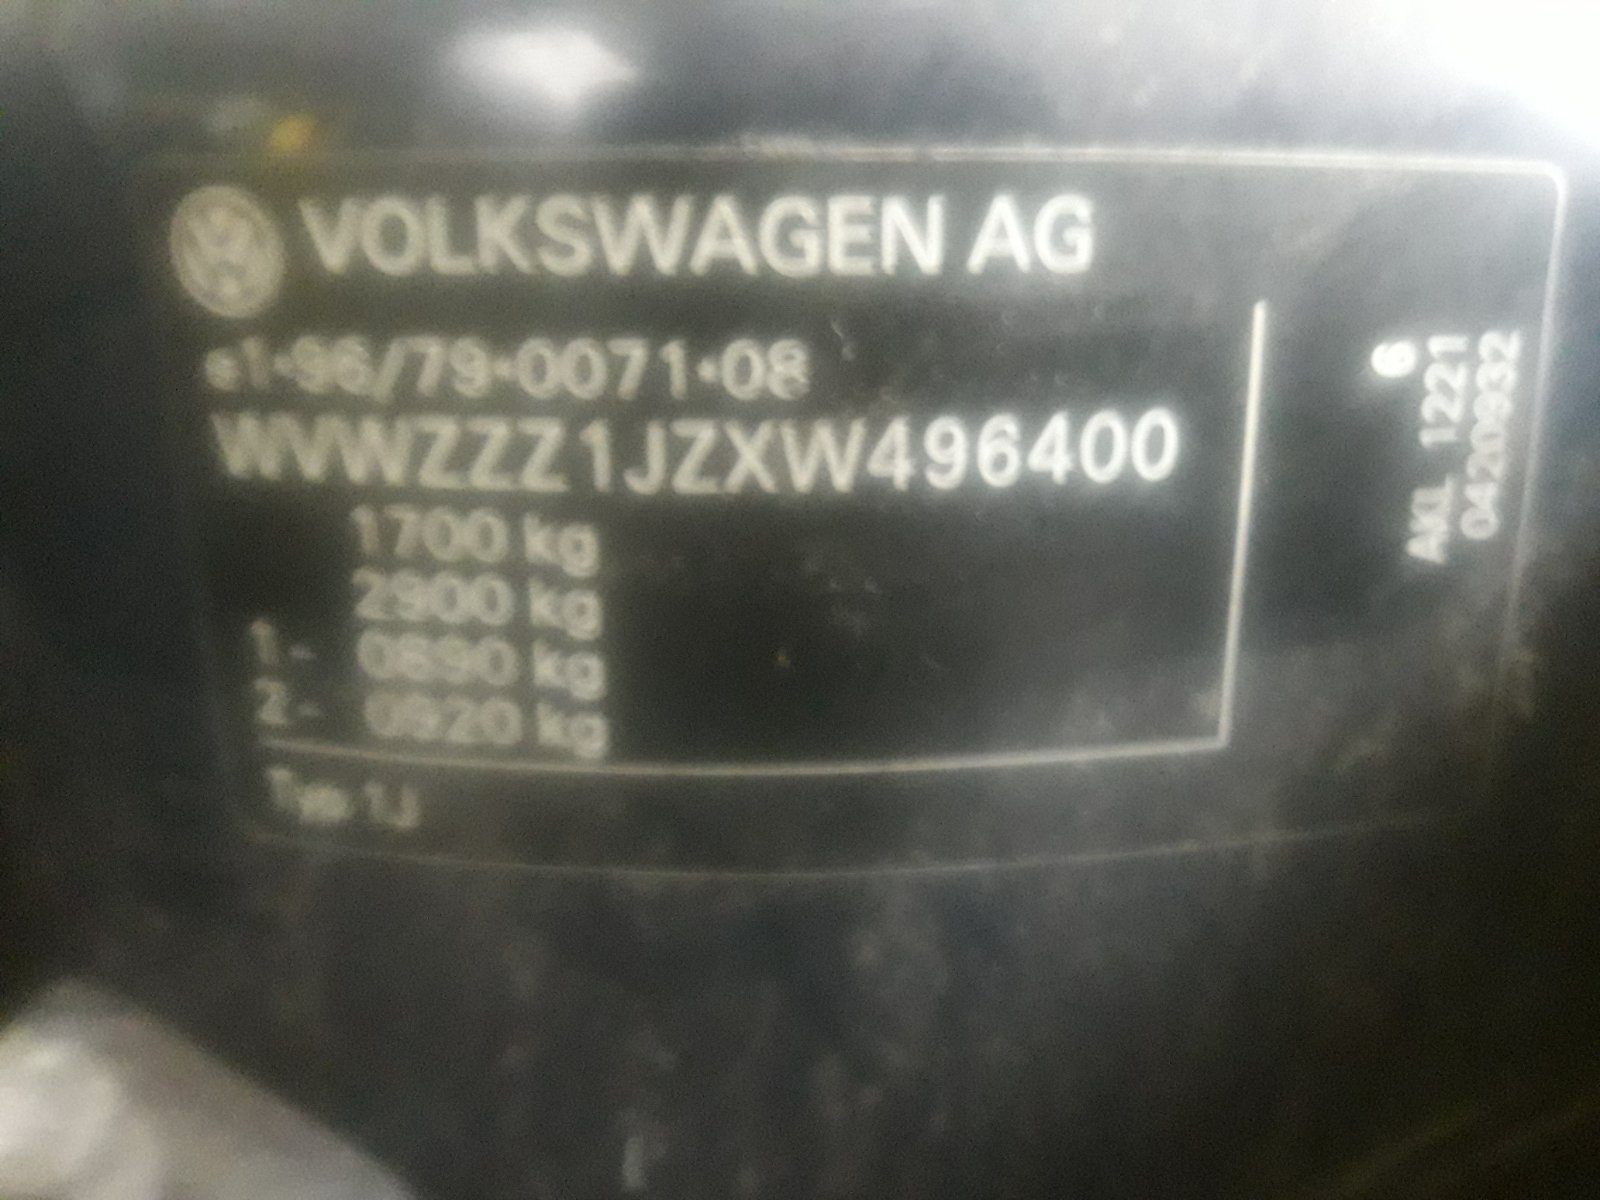 VOLKSWAGEN AG
e1*96/79*0071*08
WVWZZZ1JZXW496400
1700 kg
2900 kg
1- 0890 kg
2- 0920 kg
Typ 1J
6
AKL 1221
0420932